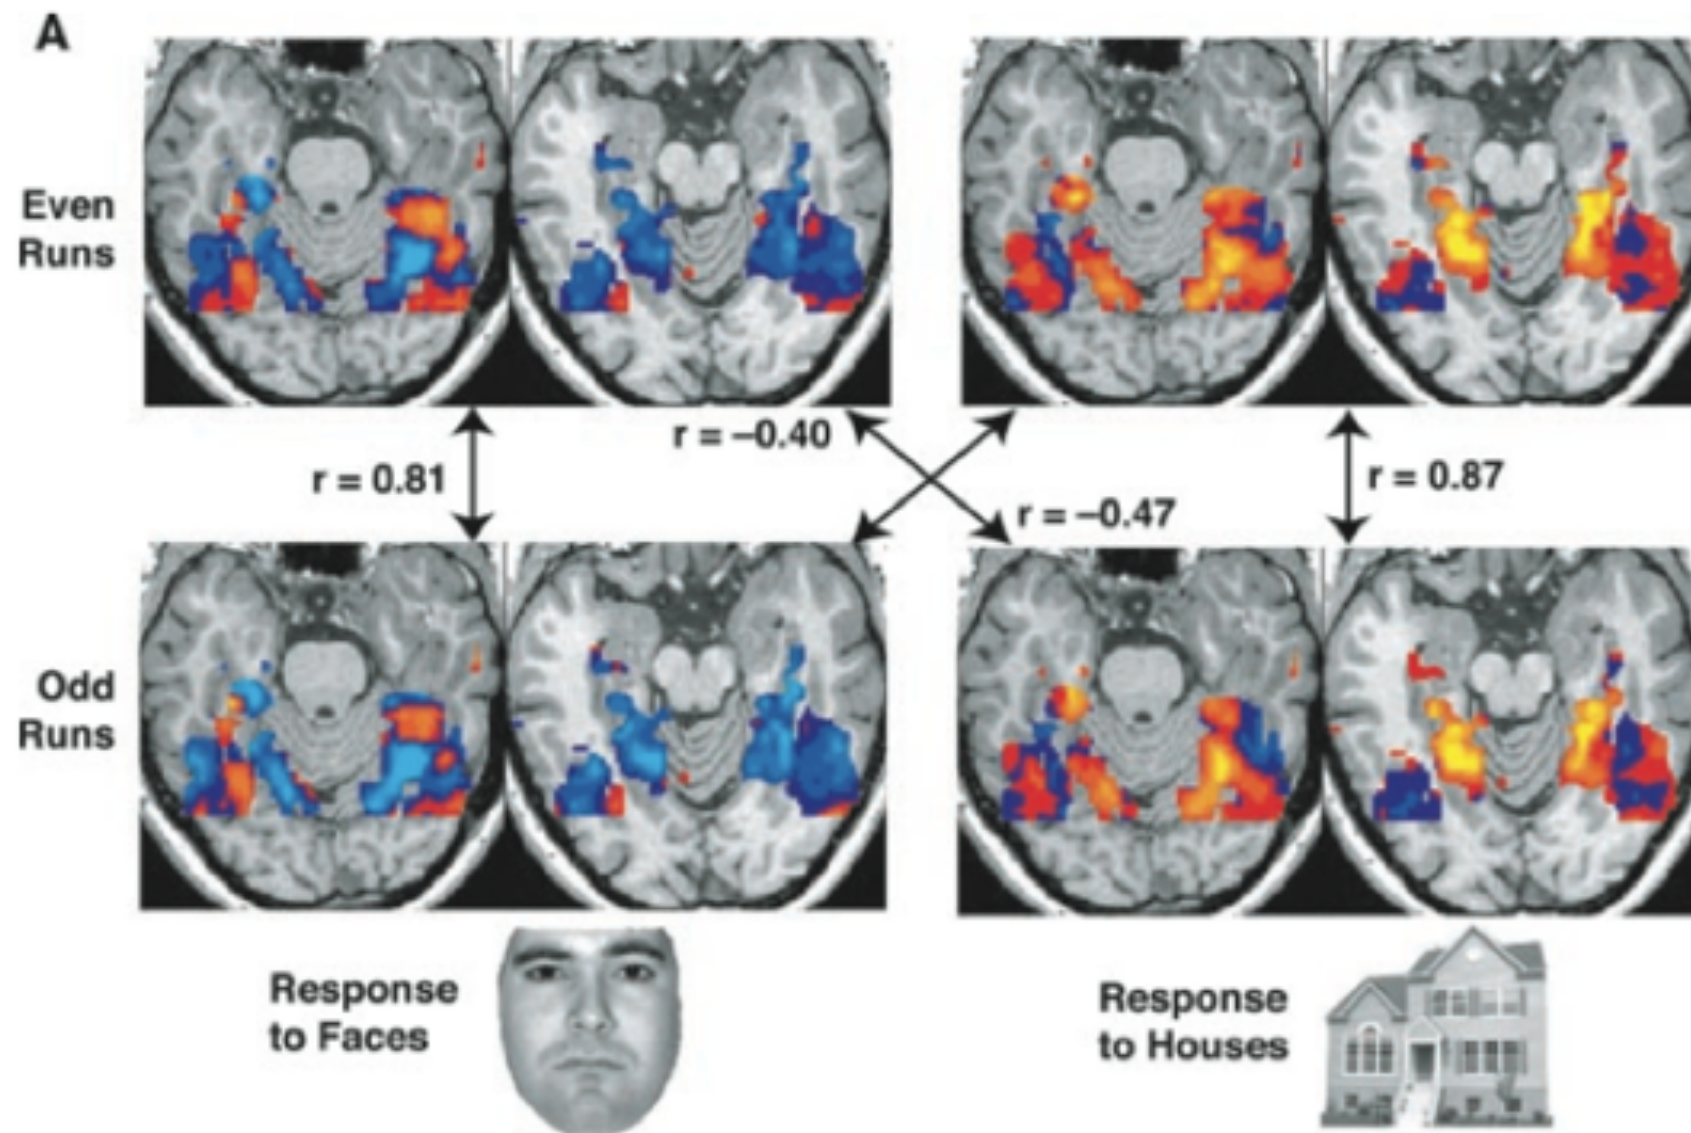 A
Even
Runs
r = –0.40
r = 0.81
r = 0.87
r = –0.47
Odd
Runs
Response
to Faces
Response
to Houses